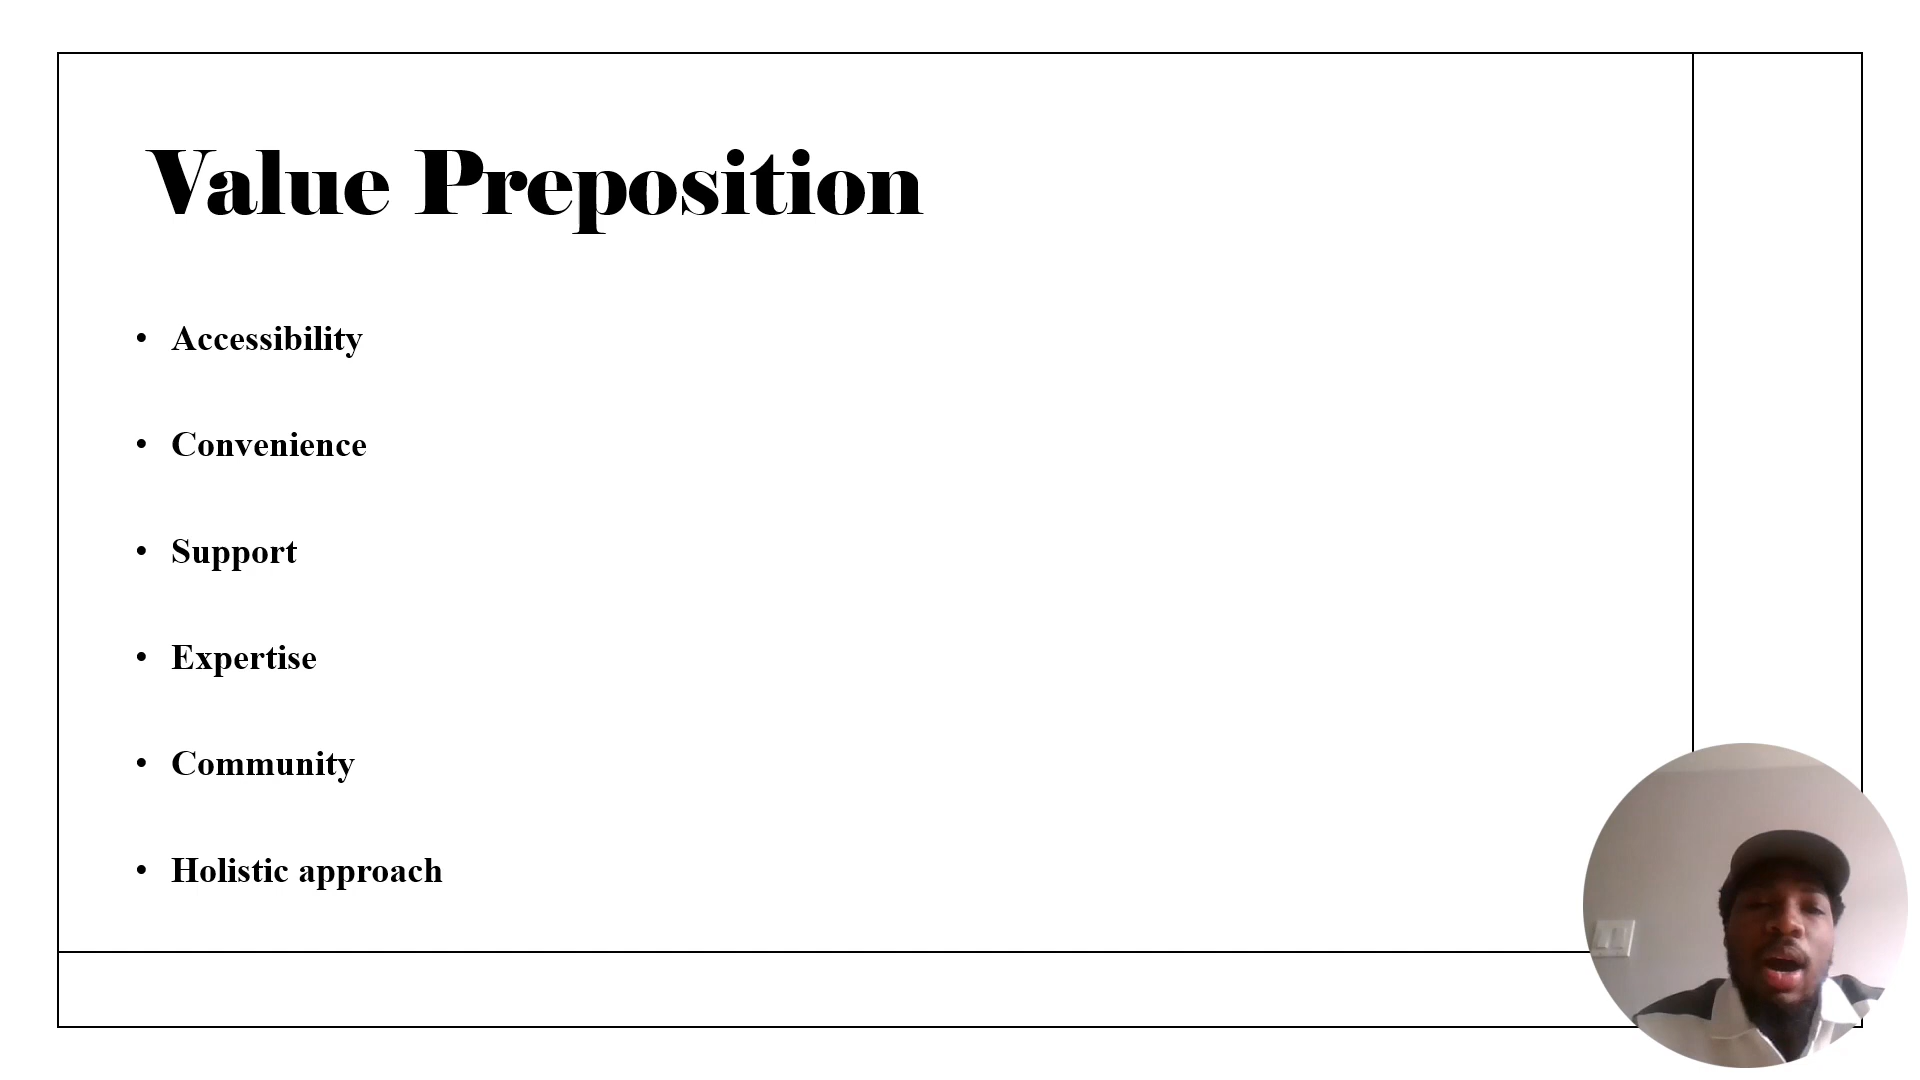 Value Preposition
• Accessibility
• Convenience
• Support
• Expertise
• Community
• Holistic approach